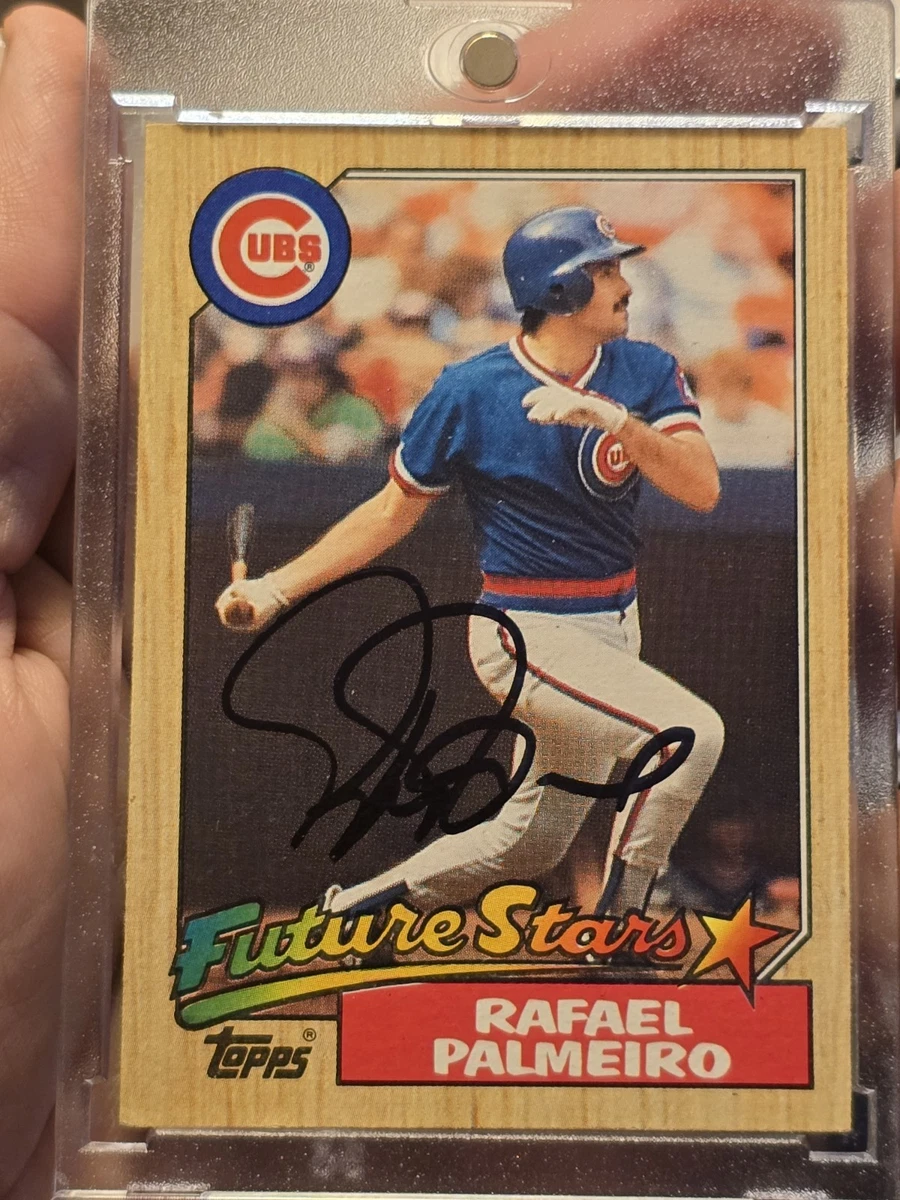 CUBS®
Future Stars
TOPPS®
RAFAEL
PALMEIRO